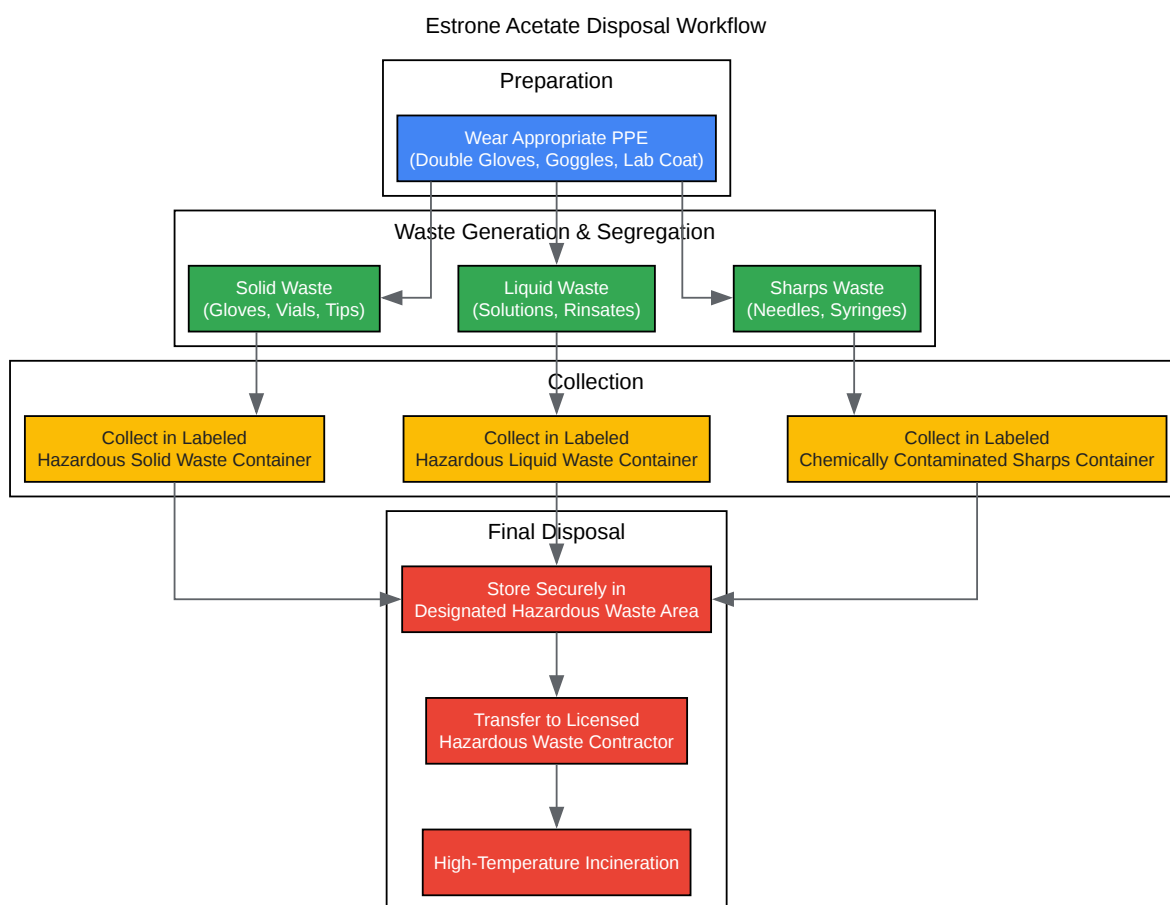 Estrone Acetate Disposal Workflow
Preparation
Wear Appropriate PPE
(Double Gloves, Goggles, Lab Coat)
Waste Generation & Segregation
Solid Waste
(Gloves, Vials, Tips)
Liquid Waste
(Solutions, Rinsates)
Sharps Waste
(Needles, Syringes)
Collection
Collect in Labeled
Hazardous Solid Waste Container
Collect in Labeled
Hazardous Liquid Waste Container
Collect in Labeled
Chemically Contaminated Sharps Container
Final Disposal
Store Securely in
Designated Hazardous Waste Area
Transfer to Licensed
Hazardous Waste Contractor
High-Temperature Incineration